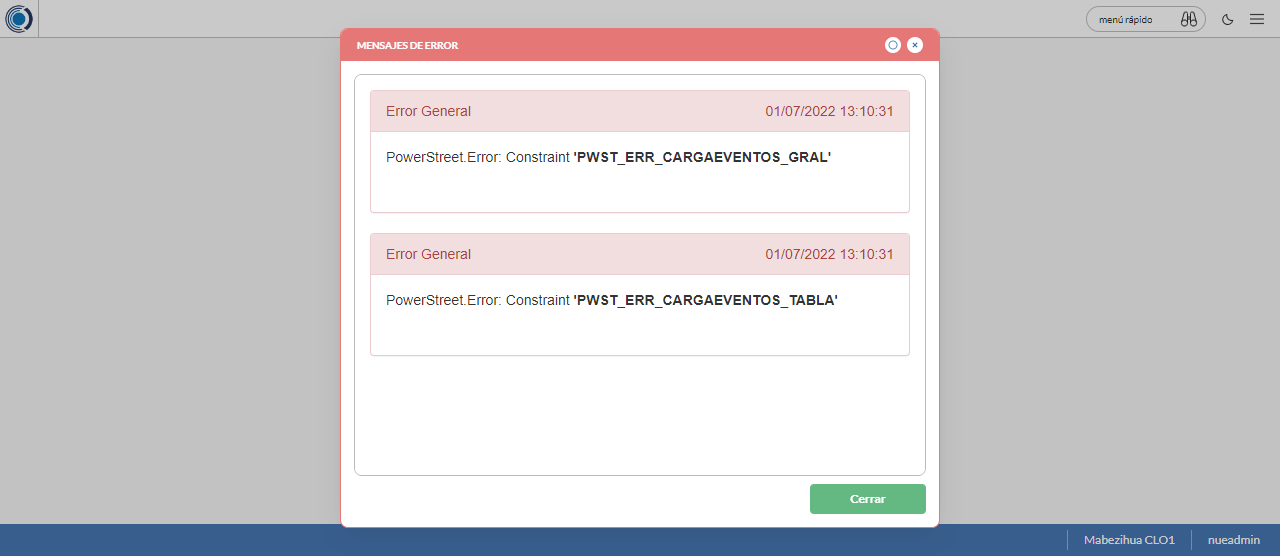 menú rápido
MENSAJES DE ERROR
Error General 01/07/2022 13:10:31
PowerStreet.Error: Constraint 'PWST_ERR_CARGAEVENTOS_GRAL'
Error General 01/07/2022 13:10:31
PowerStreet.Error: Constraint 'PWST_ERR_CARGAEVENTOS_TABLA'
Cerrar
Mabezihua CLO1 nueadmin